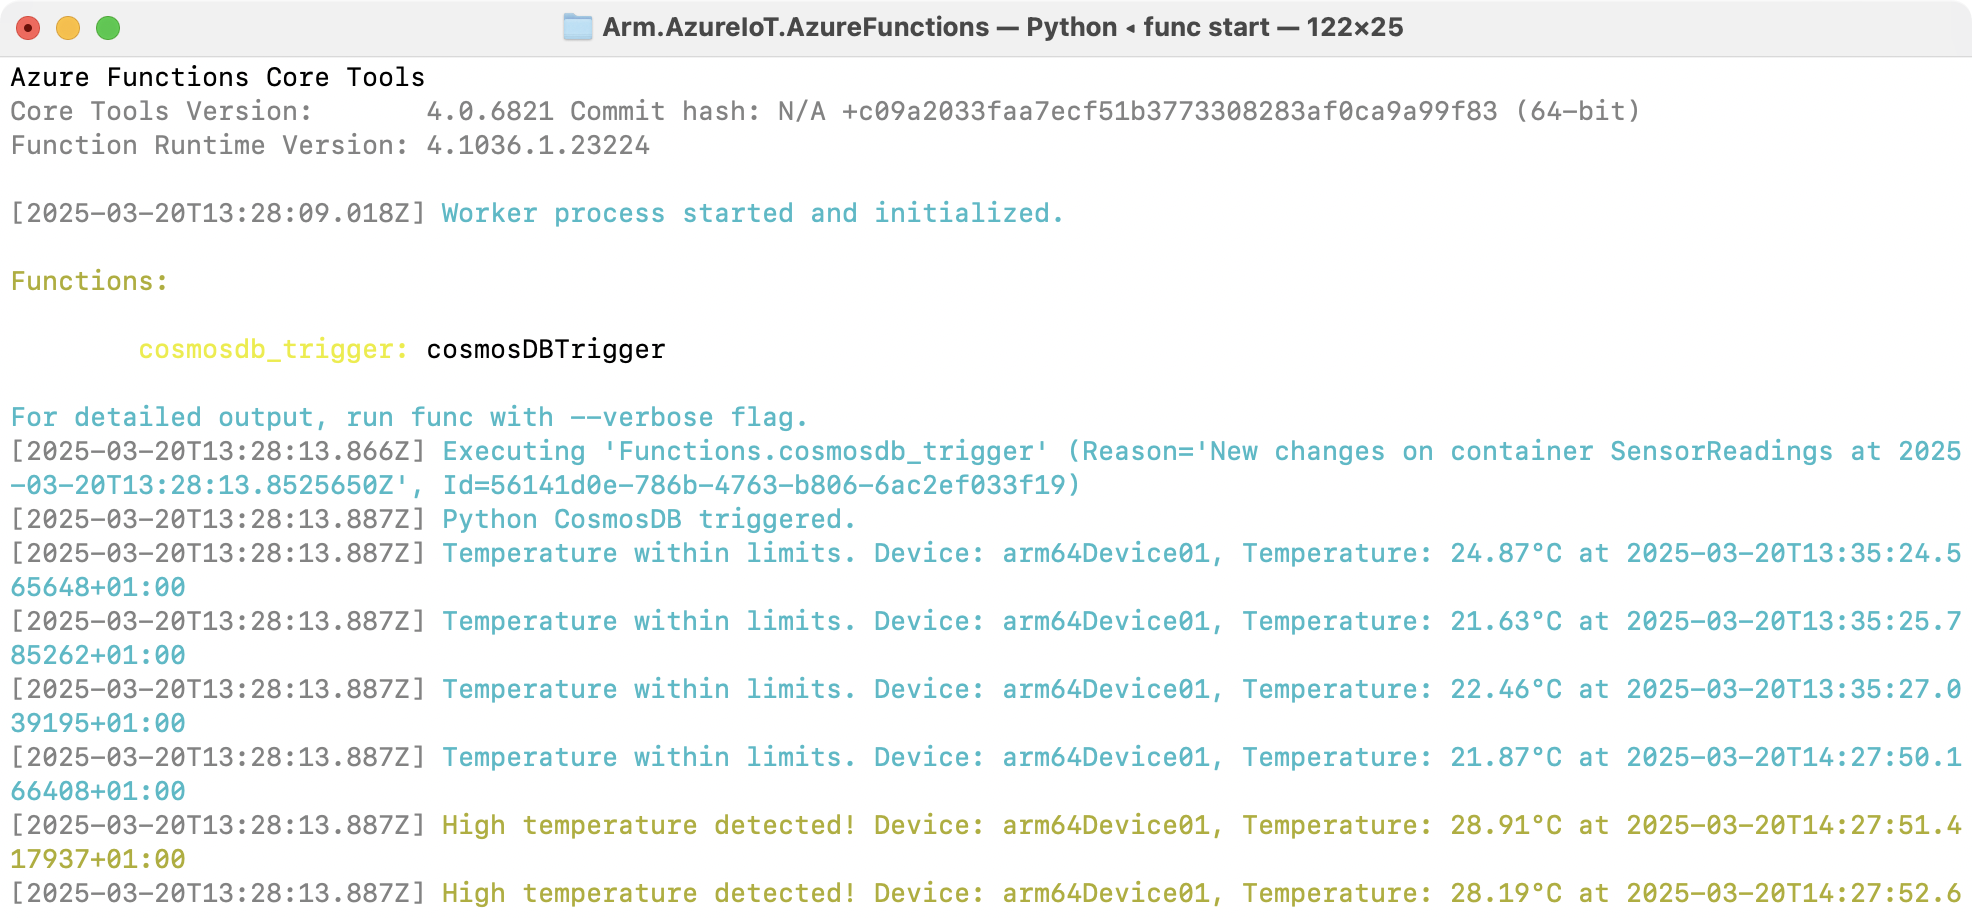 Arm.AzureIoT.AzureFunctions — Python ◂ func start — 122×25
Azure Functions Core Tools
Core Tools Version:       4.0.6821 Commit hash: N/A +c09a2033faa7ecf51b3773308283af0ca9a99f83 (64-bit)
Function Runtime Version: 4.1036.1.23224
[2025-03-20T13:28:09.018Z] Worker process started and initialized.
Functions:
cosmosdb_trigger: cosmosDBTrigger
For detailed output, run func with --verbose flag.
[2025-03-20T13:28:13.866Z] Executing 'Functions.cosmosdb_trigger' (Reason='New changes on container SensorReadings at 2025
-03-20T13:28:13.8525650Z', Id=56141d0e-786b-4763-b806-6ac2ef033f19)
[2025-03-20T13:28:13.887Z] Python CosmosDB triggered.
[2025-03-20T13:28:13.887Z] Temperature within limits. Device: arm64Device01, Temperature: 24.87°C at 2025-03-20T13:35:24.5
65648+01:00
[2025-03-20T13:28:13.887Z] Temperature within limits. Device: arm64Device01, Temperature: 21.63°C at 2025-03-20T13:35:25.7
85262+01:00
[2025-03-20T13:28:13.887Z] Temperature within limits. Device: arm64Device01, Temperature: 22.46°C at 2025-03-20T13:35:27.0
39195+01:00
[2025-03-20T13:28:13.887Z] Temperature within limits. Device: arm64Device01, Temperature: 21.87°C at 2025-03-20T14:27:50.1
66408+01:00
[2025-03-20T13:28:13.887Z] High temperature detected! Device: arm64Device01, Temperature: 28.91°C at 2025-03-20T14:27:51.4
17937+01:00
[2025-03-20T13:28:13.887Z] High temperature detected! Device: arm64Device01, Temperature: 28.19°C at 2025-03-20T14:27:52.6